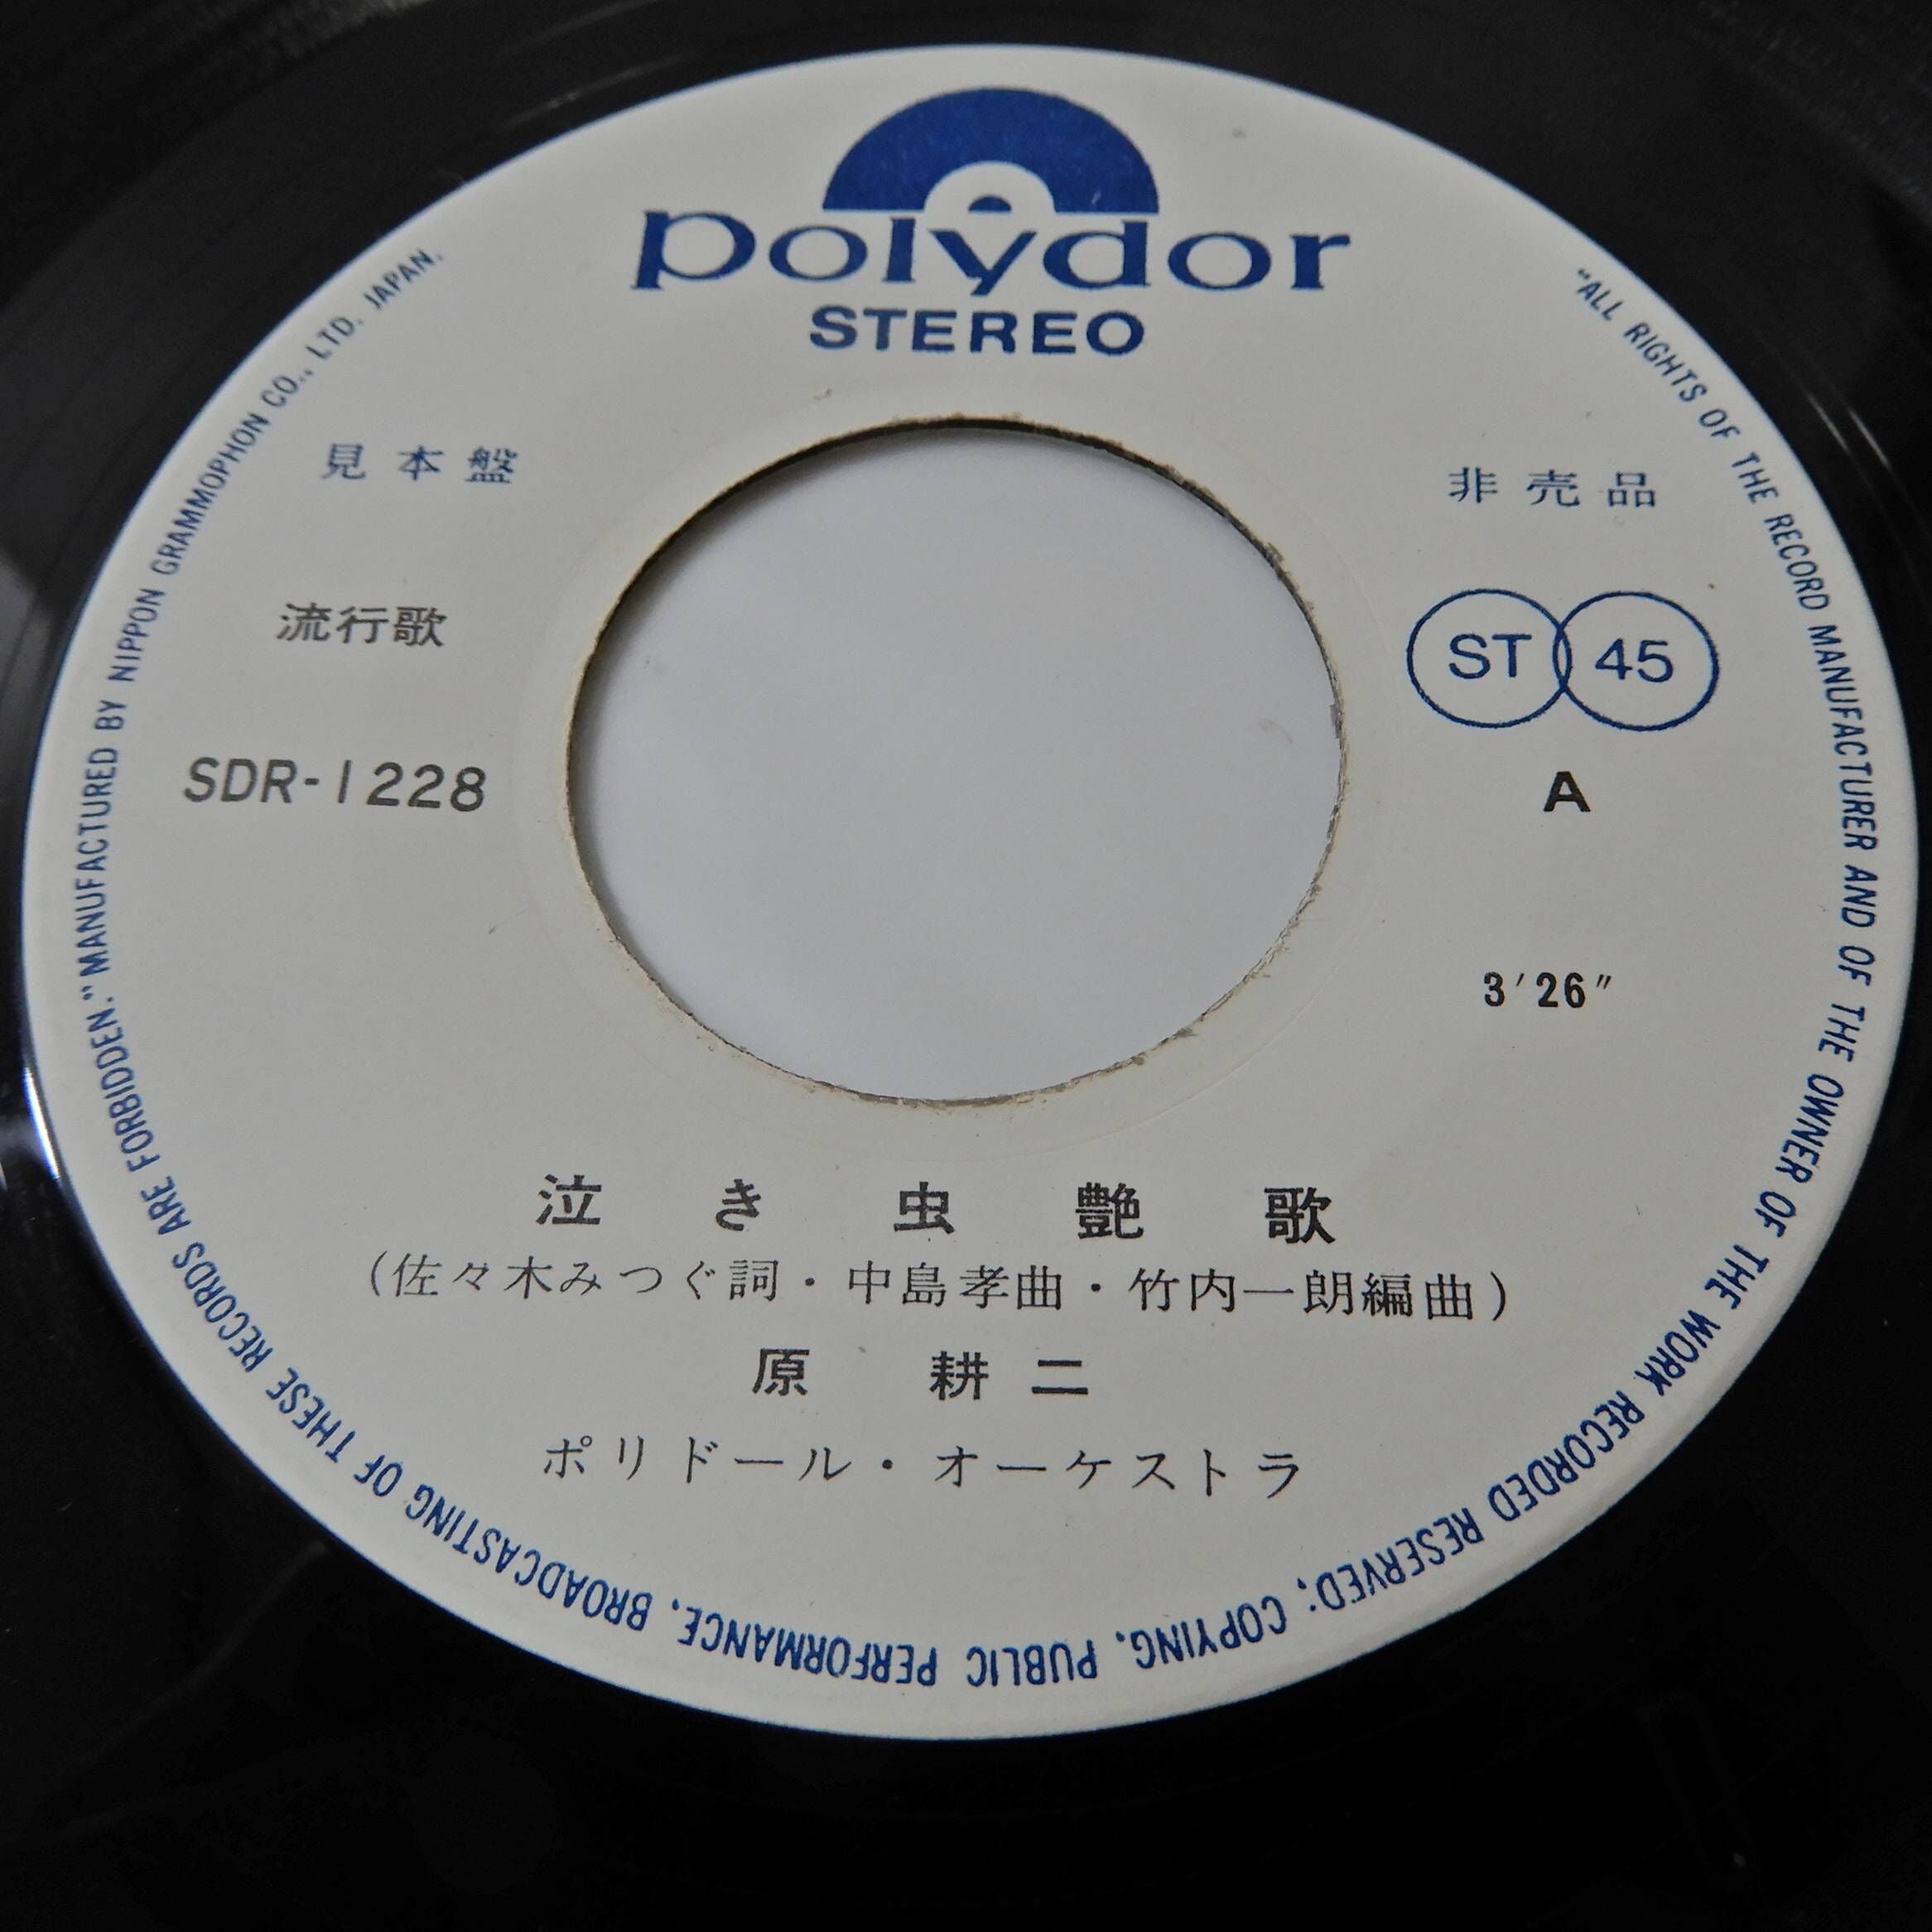 polydor
STEREO
見本盤
非売品
流行歌
ST 45
SDR-1228
A
3′26″
泣き虫艶歌
(佐々木みつぐ詞・中島孝曲・竹内一朗編曲)
原 耕二
ポリドール・オーケストラ
"ALL RIGHTS OF THE RECORD MANUFACTURER AND OF THE OWNER OF THE WORK RECORDED RESERVED; COPYING, PUBLIC PERFORMANCE, BROADCASTING OF THESE RECORDS ARE FORBIDDEN." MANUFACTURED BY NIPPON GRAMMOPHON CO., LTD. JAPAN.